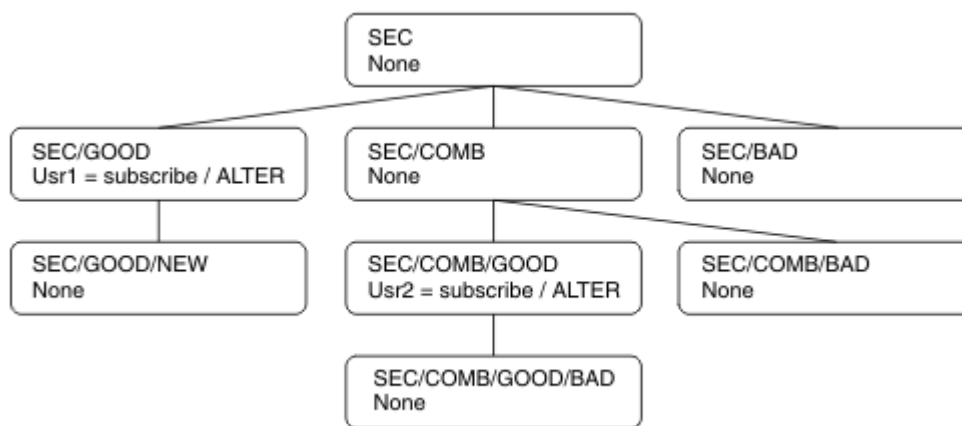 SEC
None
SEC/GOOD
Usr1 = subscribe / ALTER
SEC/COMB
None
SEC/BAD
None
SEC/GOOD/NEW
None
SEC/COMB/GOOD
Usr2 = subscribe / ALTER
SEC/COMB/BAD
None
SEC/COMB/GOOD/BAD
None